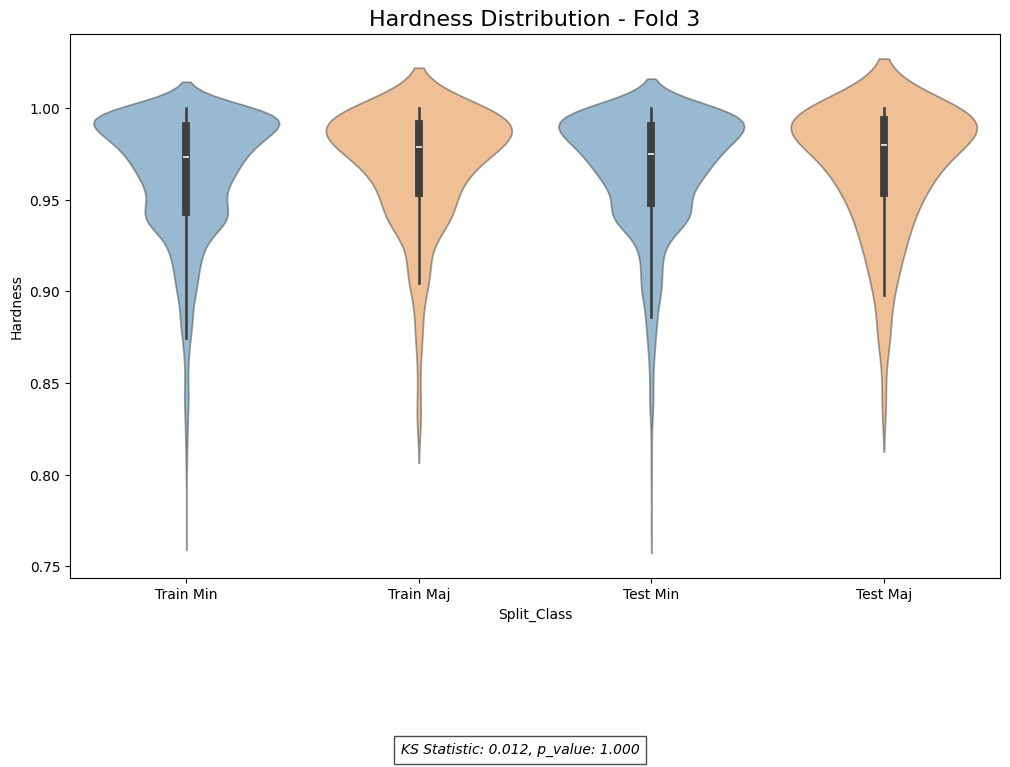 Hardness Distribution - Fold 3
1.00
0.95
0.90
0.85
0.80
0.75
Hardness
Train Min
Train Maj
Test Min
Test Maj
Split_Class
KS Statistic: 0.012, p_value: 1.000